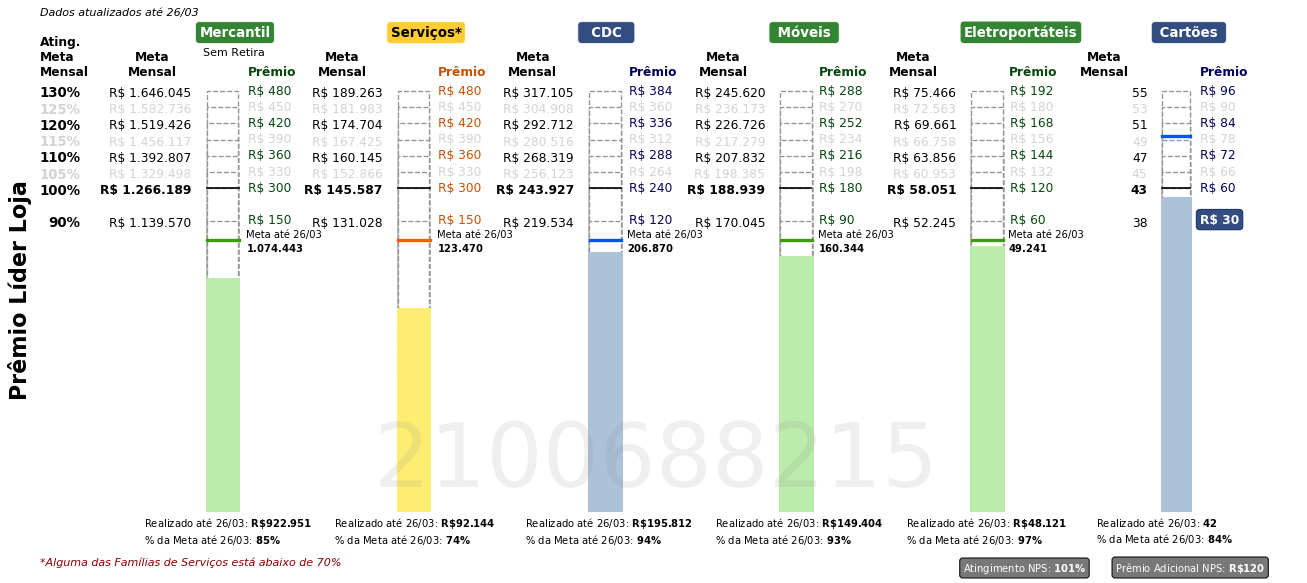 Dados atualizados até 26/03
Mercantil Serviços* CDC Móveis Eletroportáteis Cartões
Sem Retira
Ating. Meta Mensal Meta Mensal Prêmio Meta Mensal Prêmio Meta Mensal Prêmio Meta Mensal Prêmio Meta Mensal Prêmio Meta Mensal Prêmio
130% R$ 1.646.045 R$ 480 R$ 189.263 R$ 480 R$ 317.105 R$ 384 R$ 245.620 R$ 288 R$ 75.466 R$ 192 55 R$ 96
125% R$ 1.582.736 R$ 450 R$ 181.983 R$ 450 R$ 304.908 R$ 360 R$ 236.173 R$ 270 R$ 72.563 R$ 180 53 R$ 90
120% R$ 1.519.426 R$ 420 R$ 174.704 R$ 420 R$ 292.712 R$ 336 R$ 226.726 R$ 252 R$ 69.661 R$ 168 51 R$ 84
115% R$ 1.456.117 R$ 390 R$ 167.425 R$ 390 R$ 280.516 R$ 312 R$ 217.279 R$ 234 R$ 66.758 R$ 156 49 R$ 78
110% R$ 1.392.807 R$ 360 R$ 160.145 R$ 360 R$ 268.319 R$ 288 R$ 207.832 R$ 216 R$ 63.856 R$ 144 47 R$ 72
105% R$ 1.329.498 R$ 330 R$ 152.866 R$ 330 R$ 256.123 R$ 264 R$ 198.385 R$ 198 R$ 60.953 R$ 132 45 R$ 66
100% R$ 1.266.189 R$ 300 R$ 145.587 R$ 300 R$ 243.927 R$ 240 R$ 188.939 R$ 180 R$ 58.051 R$ 120 43 R$ 60
90% R$ 1.139.570 R$ 150 R$ 131.028 R$ 150 R$ 219.534 R$ 120 R$ 170.045 R$ 90 R$ 52.245 R$ 60 38 R$ 30
Meta até 26/03 Meta até 26/03 Meta até 26/03 Meta até 26/03 Meta até 26/03
1.074.443 123.470 206.870 160.344 49.241
Prêmio Líder Loja
2100688215
Realizado até 26/03: R$922.951 Realizado até 26/03: R$92.144 Realizado até 26/03: R$195.812 Realizado até 26/03: R$149.404 Realizado até 26/03: R$48.121 Realizado até 26/03: 42
% da Meta até 26/03: 85% % da Meta até 26/03: 74% % da Meta até 26/03: 94% % da Meta até 26/03: 93% % da Meta até 26/03: 97% % da Meta até 26/03: 84%
*Alguma das Famílias de Serviços está abaixo de 70%
Atingimento NPS: 101% Prêmio Adicional NPS: R$120